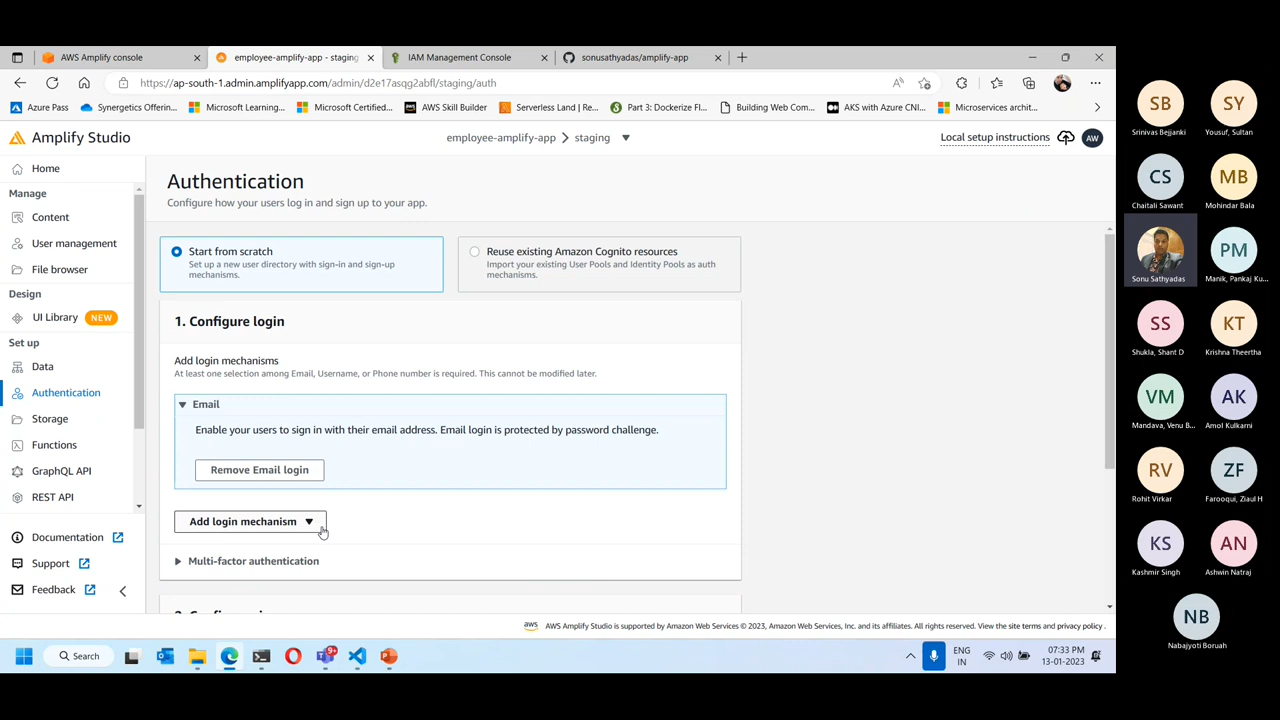 AWS Amplify console
employee-amplify-app - staging
IAM Management Console
sonusathyadas/amplify-app
https://ap-south-1.admin.amplifyapp.com/admin/d2e17asqg2abfl/staging/auth
Azure Pass
Synergetics Offering...
Microsoft Learning...
Microsoft Certified...
AWS Skill Builder
Serverless Land | Re...
Part 3: Dockerize Fl...
Building Web Com...
AKS with Azure CNI...
Microservices archit...
Amplify Studio
employee-amplify-app
staging
Local setup instructions
AW
Home
Manage
Content
User management
File browser
Design
UI Library
NEW
Set up
Data
Authentication
Storage
Functions
GraphQL API
REST API
Documentation
Support
Feedback
Authentication
Configure how your users log in and sign up to your app.
Start from scratch
Set up a new user directory with sign-in and sign-up
mechanisms.
Reuse existing Amazon Cognito resources
Import your existing User Pools and Identity Pools as auth
mechanisms.
1. Configure login
Add login mechanisms
At least one selection among Email, Username, or Phone number is required. This cannot be modified later.
Email
Enable your users to sign in with their email address. Email login is protected by password challenge.
Remove Email login
Add login mechanism
Multi-factor authentication
aws
AWS Amplify Studio is supported by Amazon Web Services © 2023, Amazon Web Services, Inc. and its affiliates. All rights reserved. View the site terms and privacy policy.
Search
9+
ENG
IN
07:33 PM
13-01-2023
SB
Srinivas Bejjanki
SY
Yousuf, Sultan
CS
Chaitali Sawant
MB
Mohindar Bala
Sonu Sathyadas
PM
Manik, Pankaj Ku...
SS
Shukla, Shant D
KT
Krishna Theertha
VM
Mandava, Venu B...
AK
Amol Kulkarni
RV
Rohit Virkar
ZF
Farooqui, Ziaul H
KS
Kashmir Singh
AN
Ashwin Natraj
NB
Nabajyoti Boruah